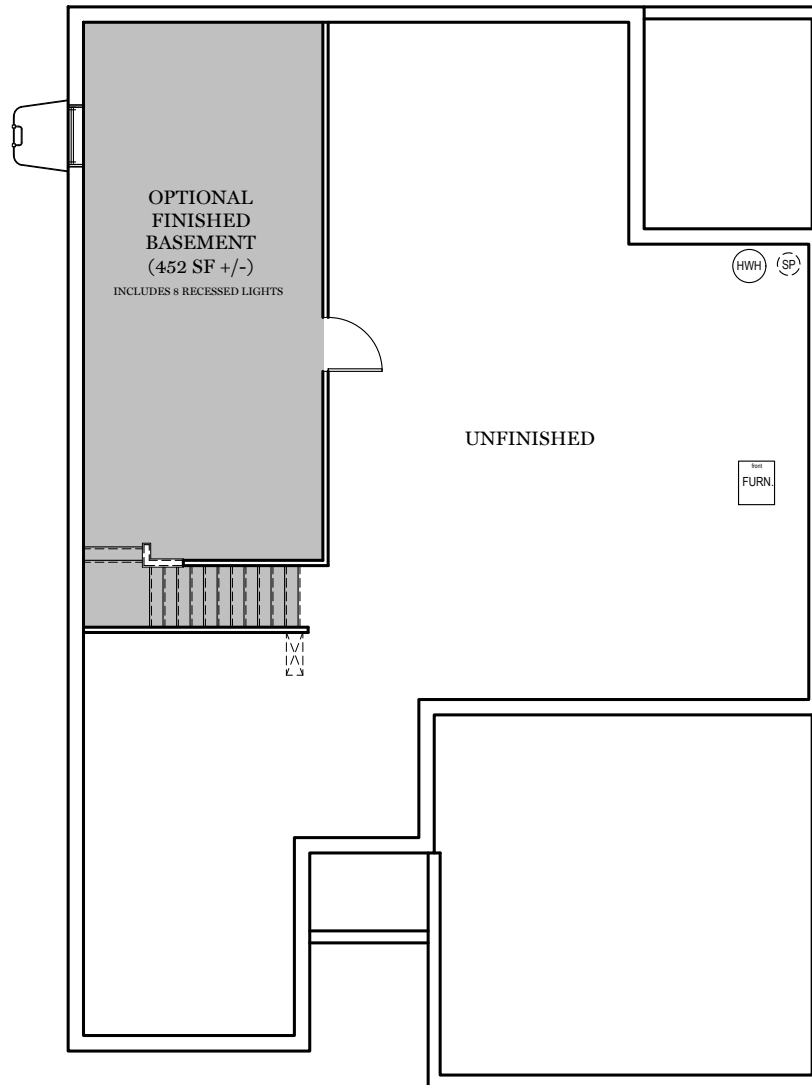 OPTIONAL
FINISHED
BASEMENT
(452 SF +/-)
INCLUDES 8 RECESSED LIGHTS
HWH
SP
UNFINISHED
front
FURN.